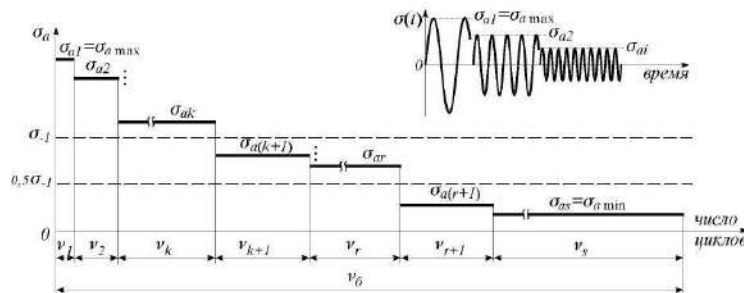 σa
σa1=σa max
σa2
σak
σ-1
σa(k+1)
σar
0,5σ-1
σa(r+1)
σas=σa min
0
число
циклов
ν1
ν2
νk
νk+1
νr
νr+1
νs
νб
σ(i)
σa1=σa max
σa2
σai
0
время